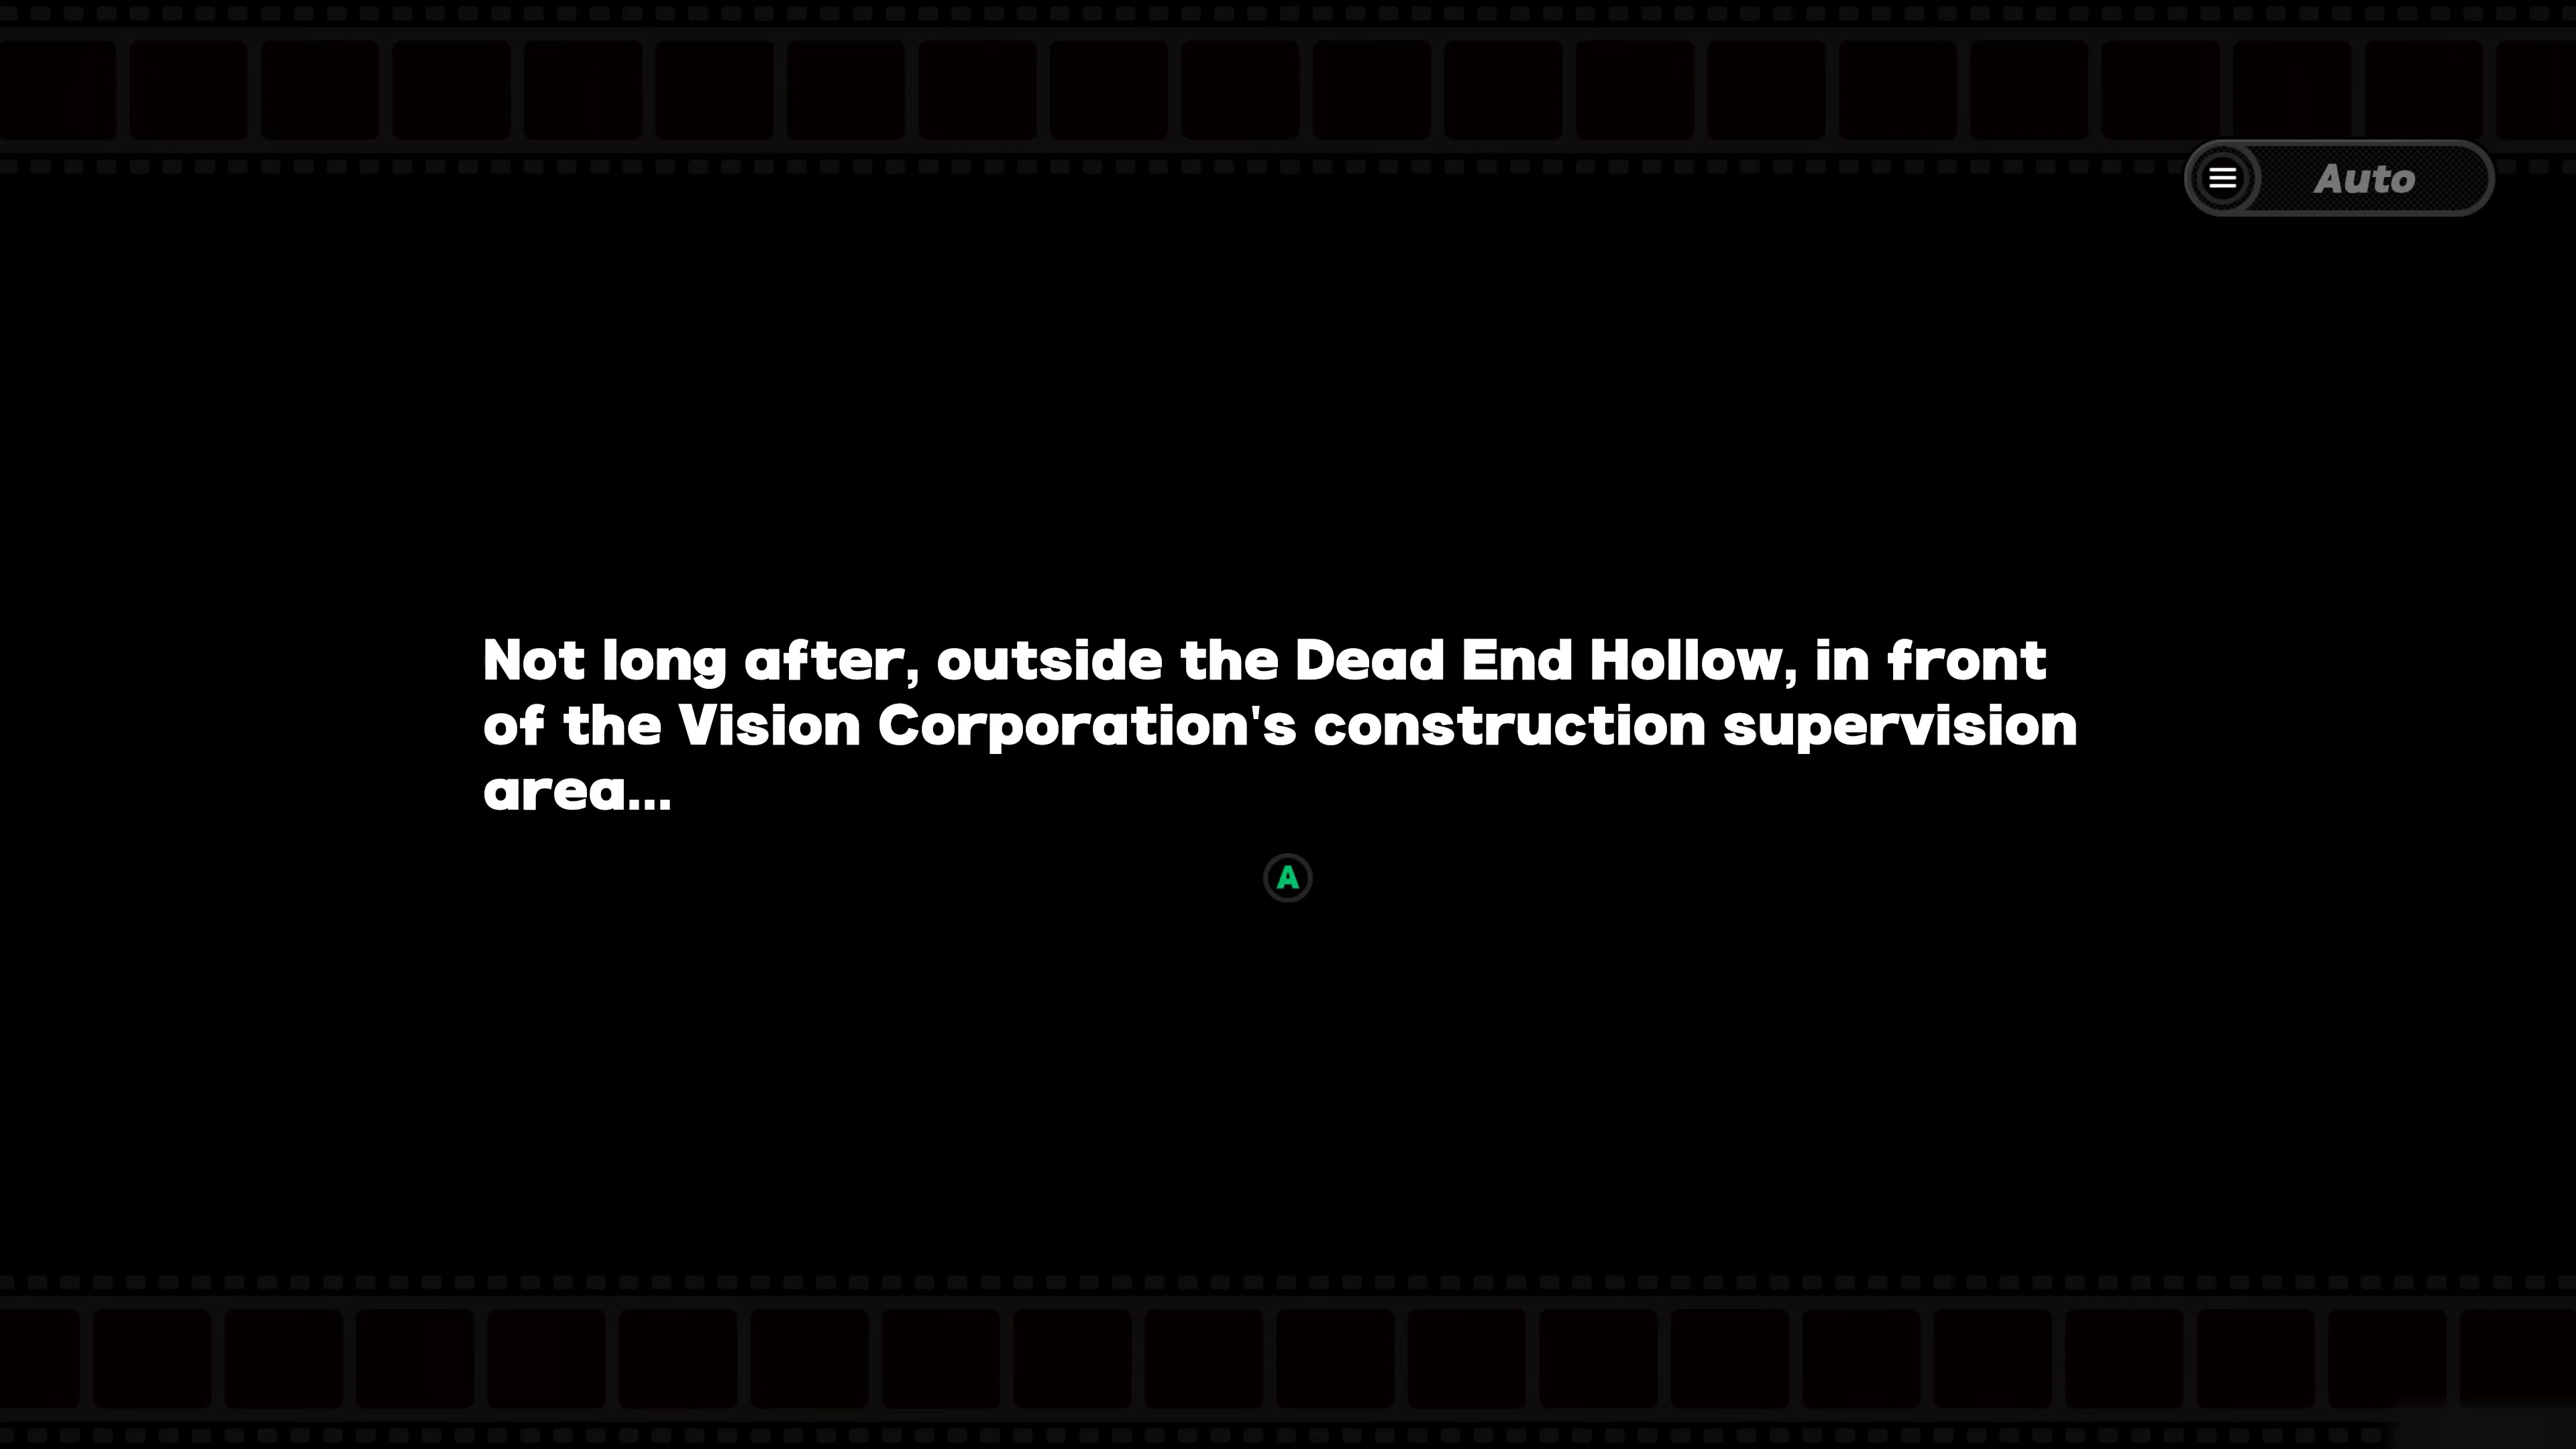 Auto
Not long after, outside the Dead End Hollow, in front
of the Vision Corporation's construction supervision
area...
A